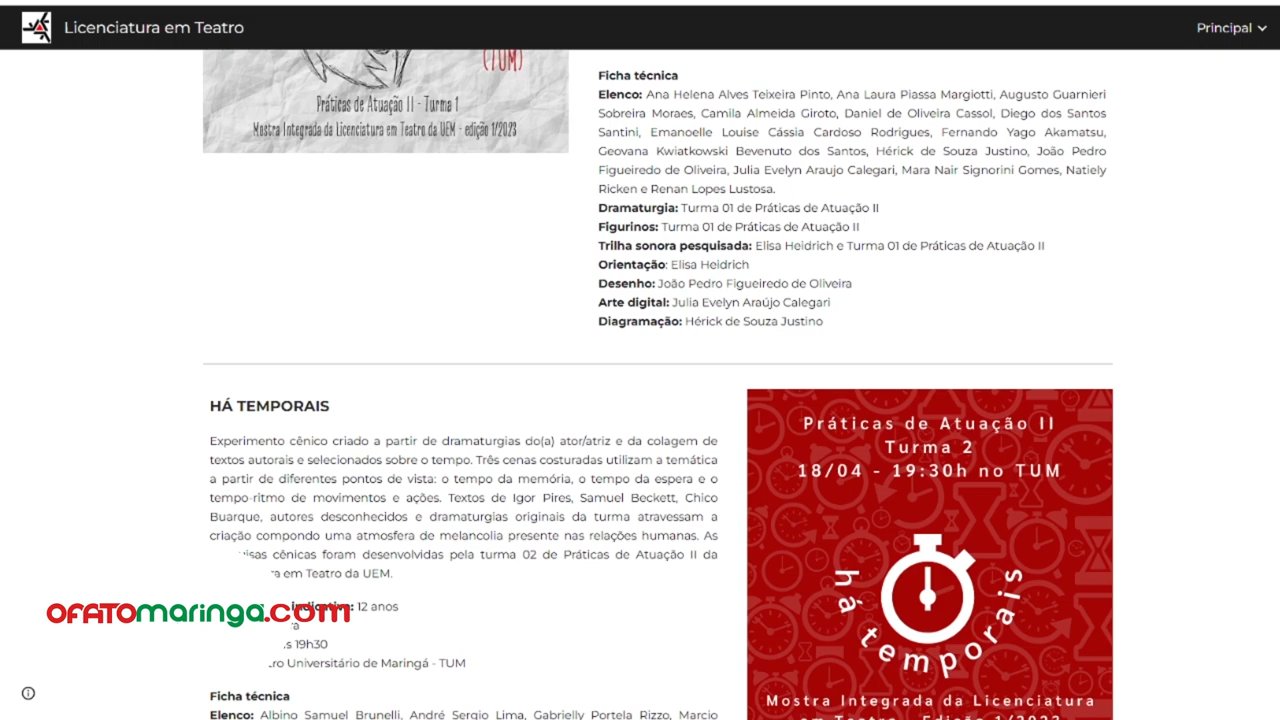 Licenciatura em Teatro
Principal
(TUM)
Práticas de Atuação II - Turma 1
Mostra Integrada da Licenciatura em Teatro da UEM - edição 1/2023
Ficha técnica
Elenco: Ana Helena Alves Teixeira Pinto, Ana Laura Piassa Margiotti, Augusto Guarnieri
Sobreira Moraes, Camila Almeida Giroto, Daniel de Oliveira Cassol, Diego dos Santos
Santini, Emanoelle Louise Cássia Cardoso Rodrigues, Fernando Yago Akamatsu,
Geovana Kwiatkowski Bevenuto dos Santos, Hérick de Souza Justino, João Pedro
Figueiredo de Oliveira, Julia Evelyn Araujo Calegari, Mara Nair Signorini Gomes, Natiely
Ricken e Renan Lopes Lustosa.
Dramaturgia: Turma 01 de Práticas de Atuação II
Figurinos: Turma 01 de Práticas de Atuação II
Trilha sonora pesquisada: Elisa Heidrich e Turma 01 de Práticas de Atuação II
Orientação: Elisa Heidrich
Desenho: João Pedro Figueiredo de Oliveira
Arte digital: Julia Evelyn Araújo Calegari
Diagramação: Hérick de Souza Justino
HÁ TEMPORAIS
Experimento cênico criado a partir de dramaturgias do(a) ator/atriz e da colagem de
textos autorais e selecionados sobre o tempo. Três cenas costuradas utilizam a temática
a partir de diferentes pontos de vista: o tempo da memória, o tempo da espera e o
tempo-ritmo de movimentos e ações. Textos de Igor Pires, Samuel Beckett, Chico
Buarque, autores desconhecidos e dramaturgias originais da turma atravessam a
criação compondo uma atmosfera de melancolia presente nas relações humanas. As
cênicas foram desenvolvidas pela turma 02 de Práticas de Atuação II da
em Teatro da UEM.
indicativa: 12 anos
OFATOmaringa.com
19h30
Universitário de Maringá - TUM
Ficha técnica
Elenco: Albino Samuel Brunelli, André Sergio Lima, Gabrielly Portela Rizzo, Marcio
Práticas de Atuação II
Turma 2
18/04 - 19:30h no TUM
há temporais
Mostra Integrada da Licenciatura
em Teatro - Edição 1/2023